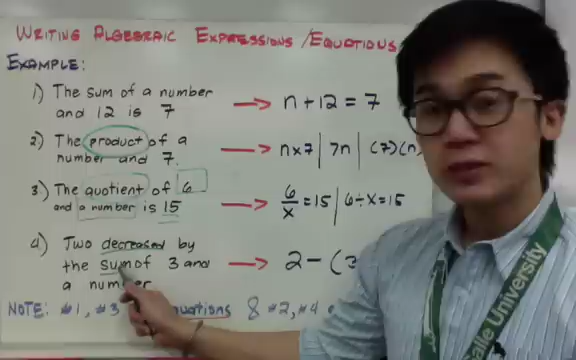 WRITING ALGEBRAIC EXPRESSIONS/EQUATIONS
EXAMPLE:
1) The sum of a number
and 12 is 7
→ n + 12 = 7
2) The product of a
number and 7.
→ n x 7 | 7n | (7)(n)
3) The quotient of 6
and a number is 15
→ 6/x = 15 | 6 ÷ x = 15
4) Two decreased by
the sum of 3 and
a number
→ 2 - (3
NOTE: #1, #3 & #2, #4